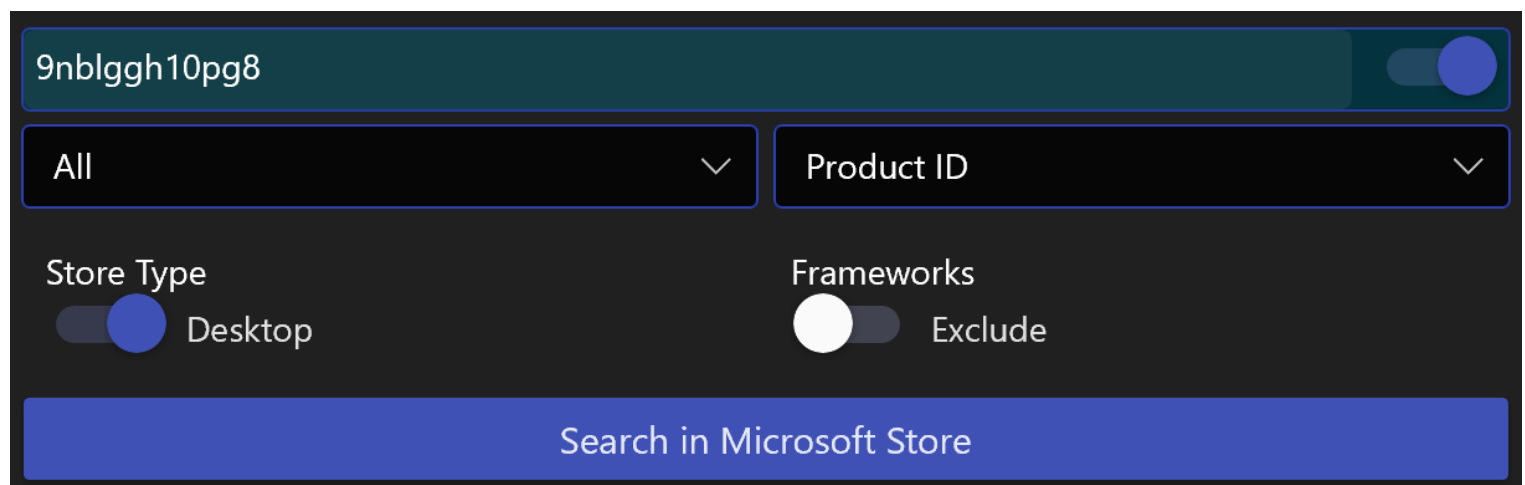 9nblggh10pg8
All
Product ID
Store Type
Frameworks
Desktop
Exclude
Search in Microsoft Store